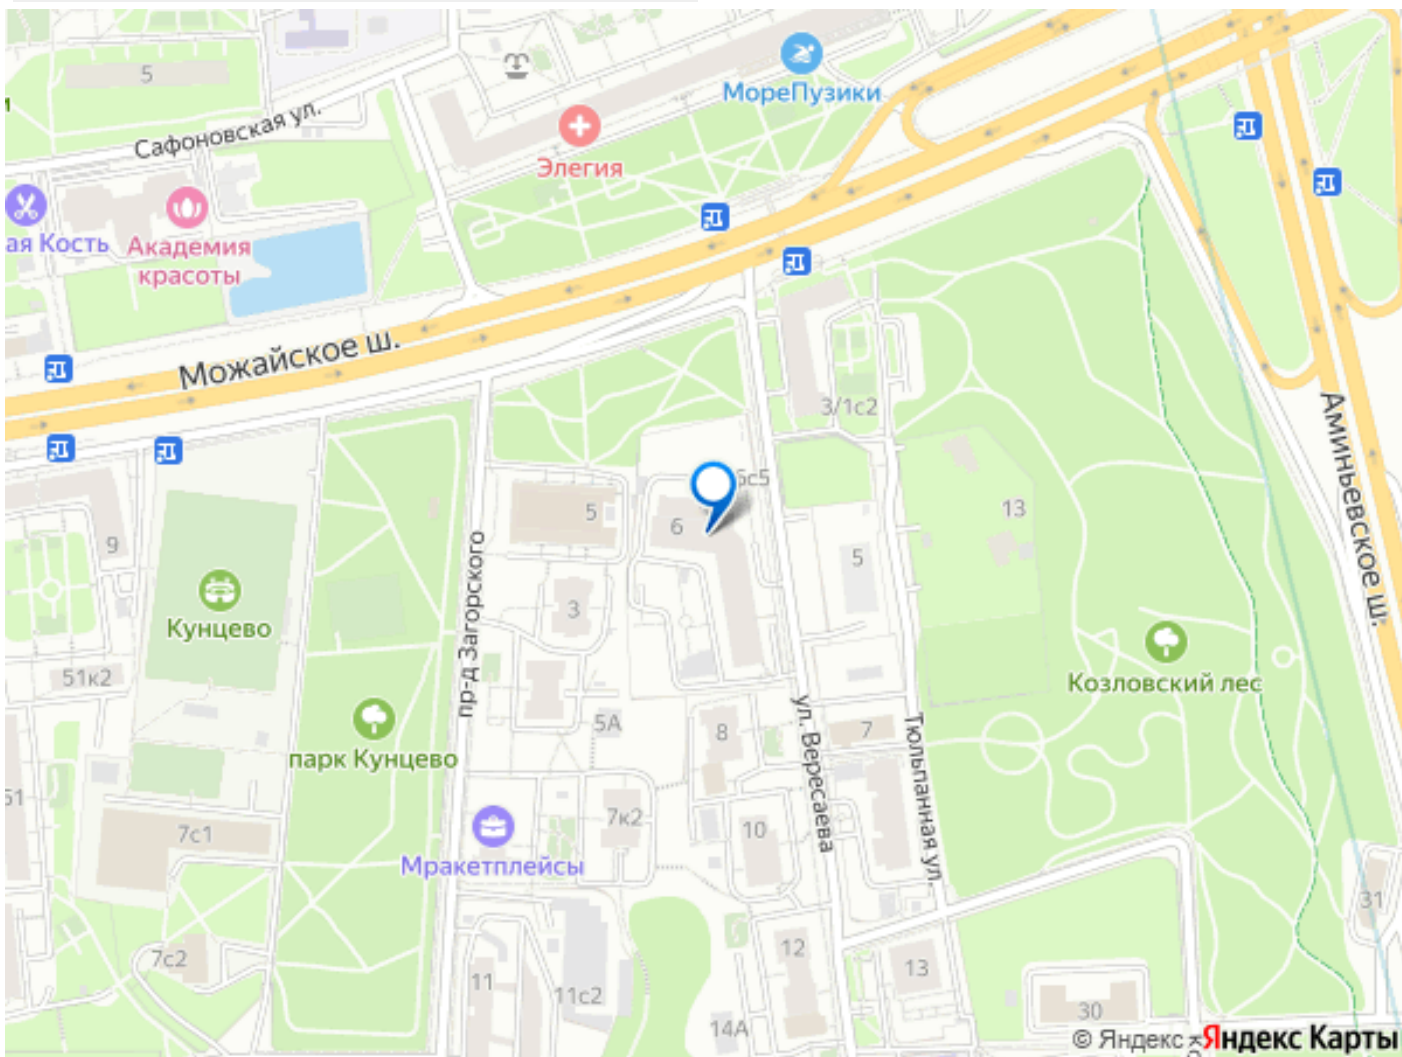 5
Сафоновская ул.
МореПузики
Элегия
ая Кость
Академия
красоты
Можайское ш.
Аминьевское ш.
3/1с2
6с5
5
6
13
9
пр-д Загорского
5
Кунцево
3
Козловский лес
51к2
5А
8
7
ул. Вересаева
Тюльпанная ул.
парк Кунцево
51
7с1
7к2
10
Мракетплейсы
31
7с2
11
11с2
12
13
14А
30
© Яндекс
Яндекс Карты